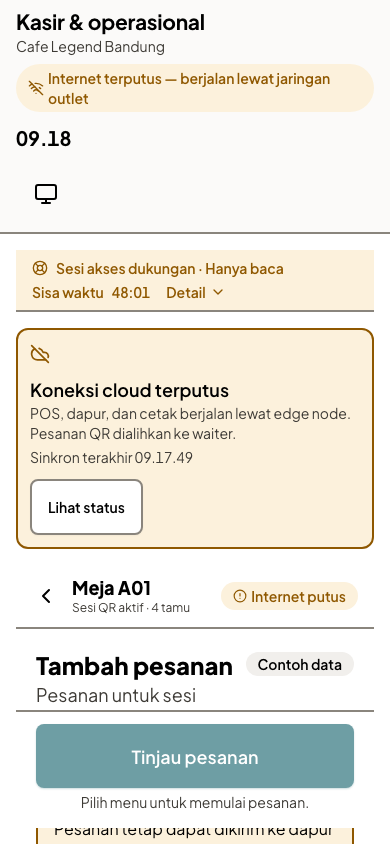 Kasir & operasional
Cafe Legend Bandung
Internet terputus — berjalan lewat jaringan
outlet
09.18
Sesi akses dukungan · Hanya baca
Sisa waktu 48:01 Detail
Koneksi cloud terputus
POS, dapur, dan cetak berjalan lewat edge node.
Pesanan QR dialihkan ke waiter.
Sinkron terakhir 09.17.49
Lihat status
Meja A01
Internet putus
Sesi QR aktif · 4 tamu
Tambah pesanan
Contoh data
Pesanan untuk sesi
Tinjau pesanan
Pilih menu untuk memulai pesanan.
Pesanan tetap dapat dikirim ke dapur